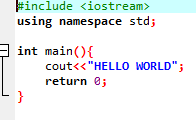 #include <iostream>
using namespace std;
int main(){
cout<<"HELLO WORLD";
return 0;
}